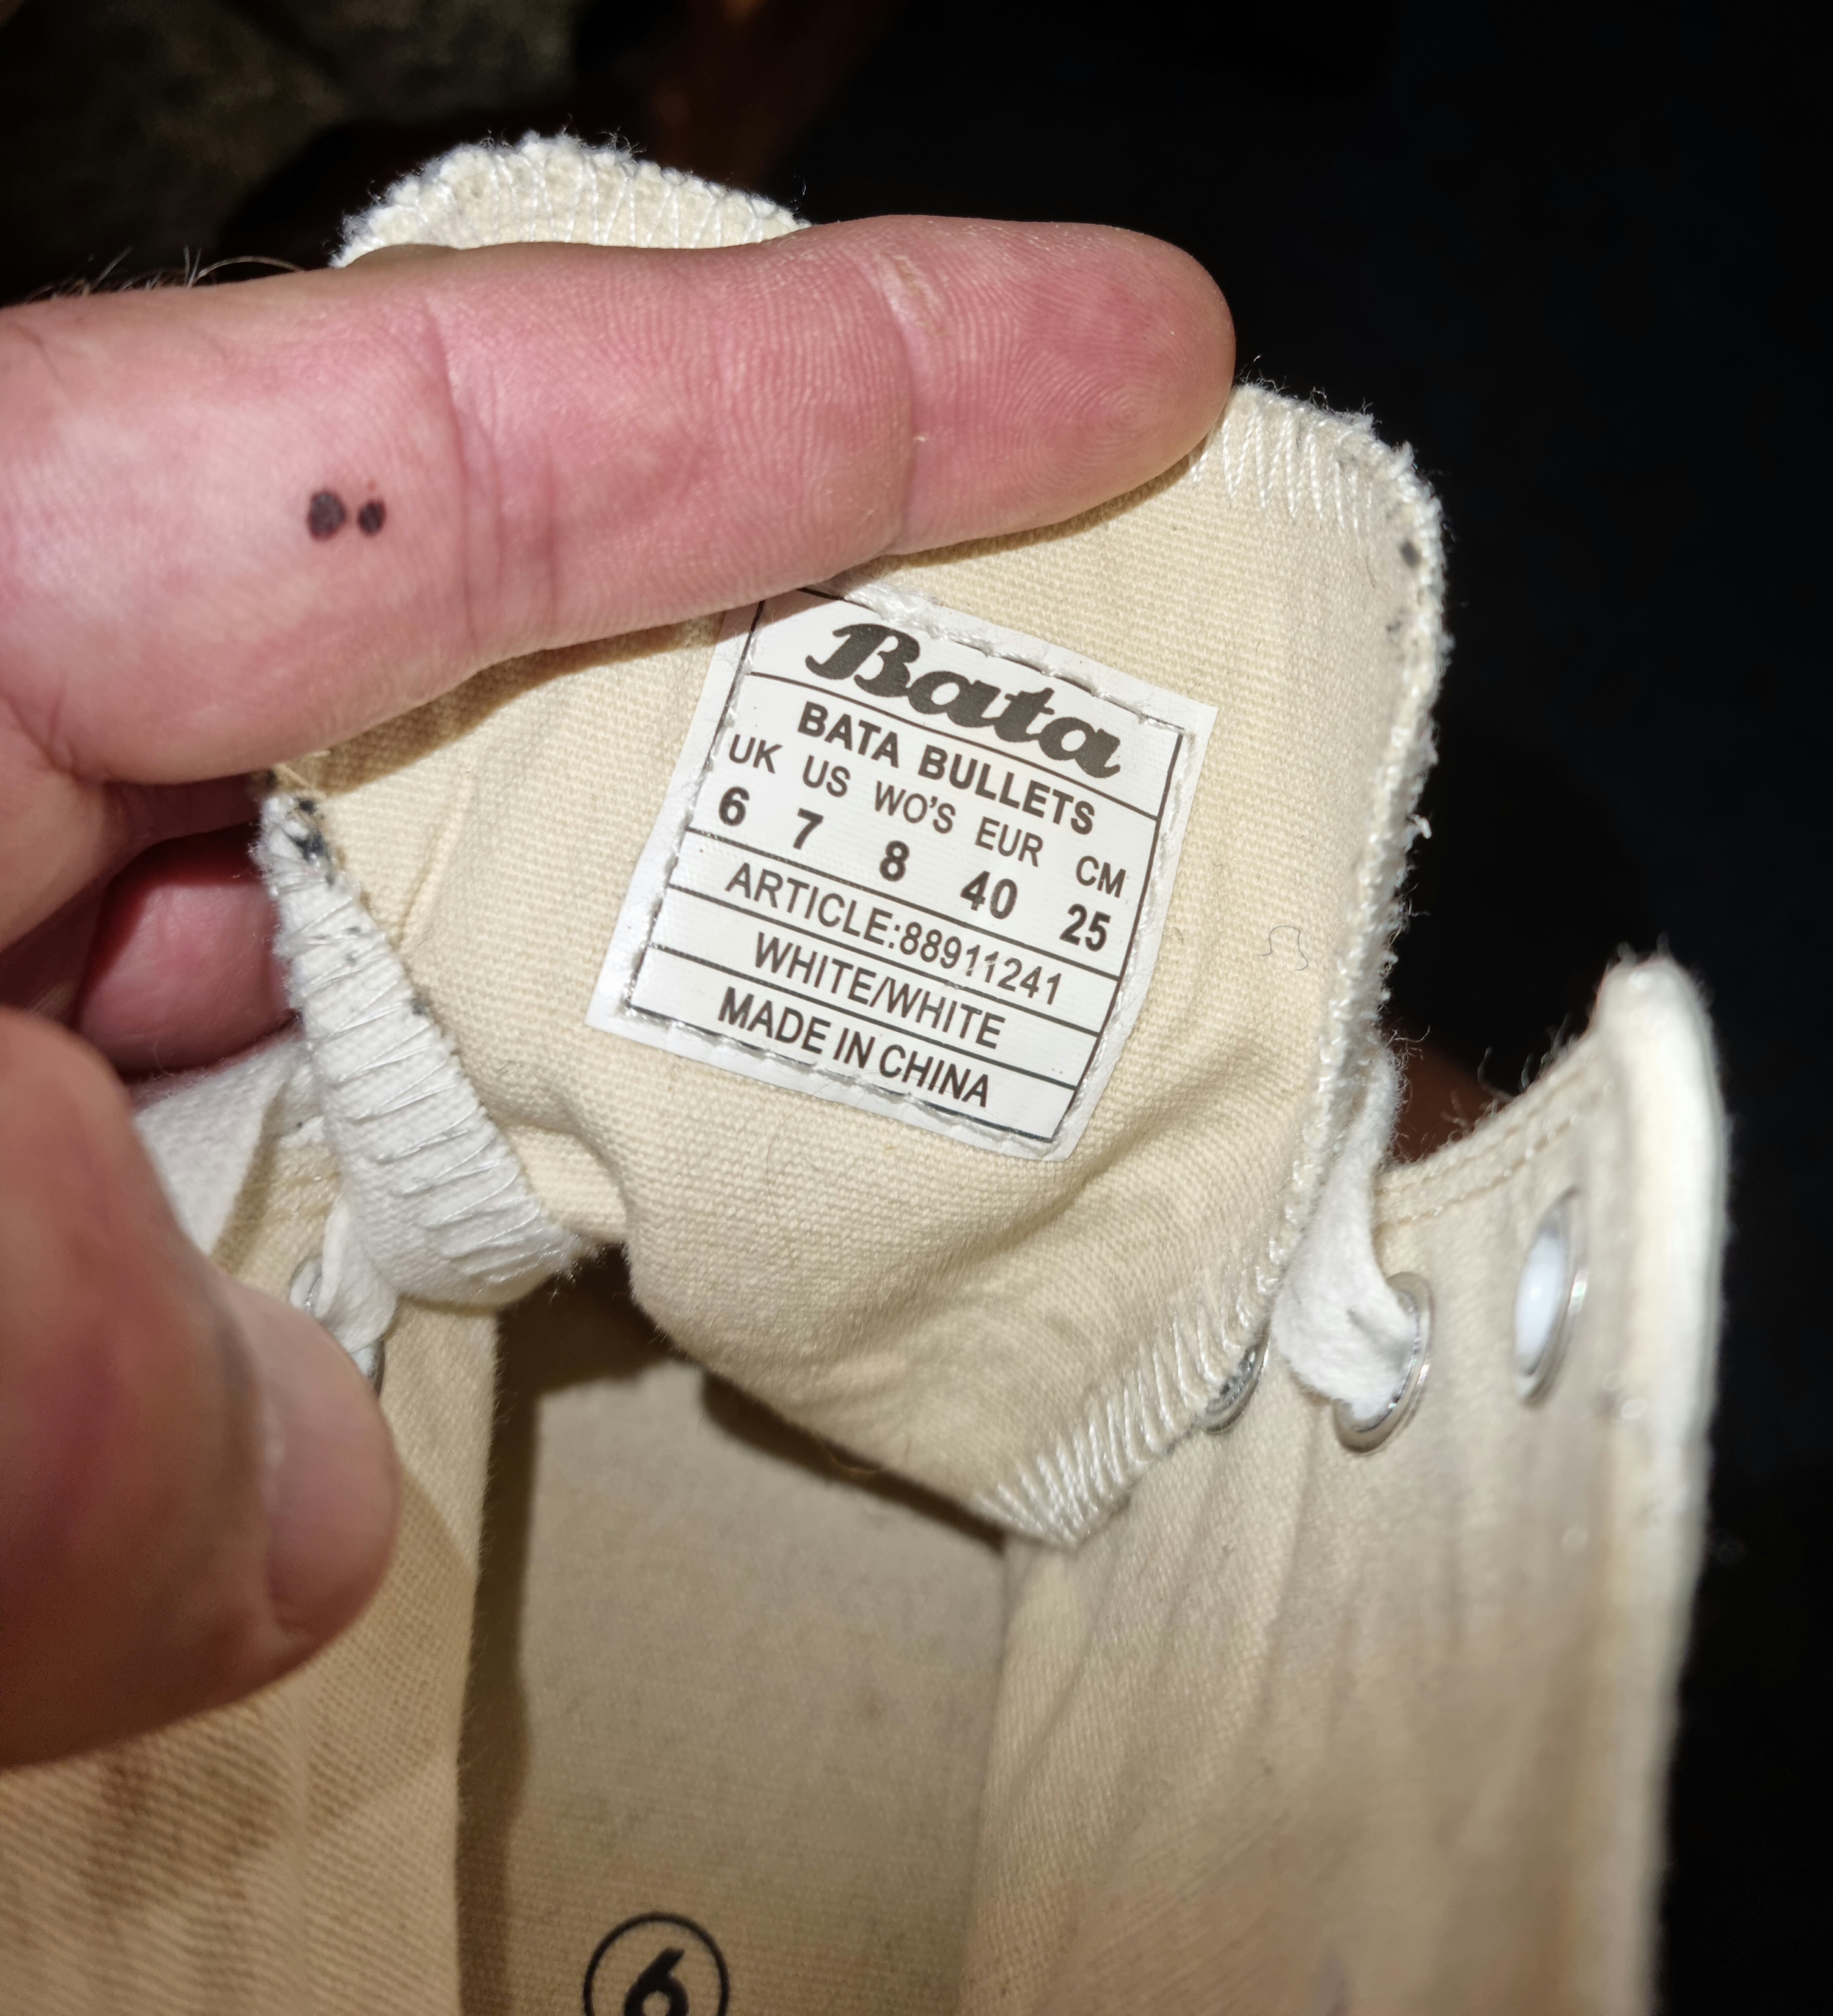 Bata
BATA BULLETS
UK US WO'S EUR CM
6 7 8 40 25
ARTICLE:88911241
WHITE/WHITE
MADE IN CHINA
6